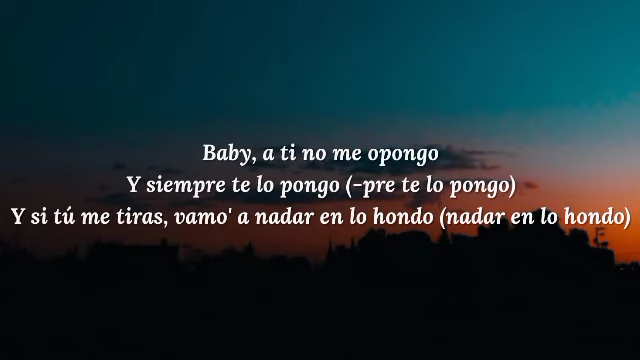 Baby, a ti no me opongo
Y siempre te lo pongo (-pre te lo pongo)
Y si tú me tiras, vamo' a nadar en lo hondo (nadar en lo hondo)